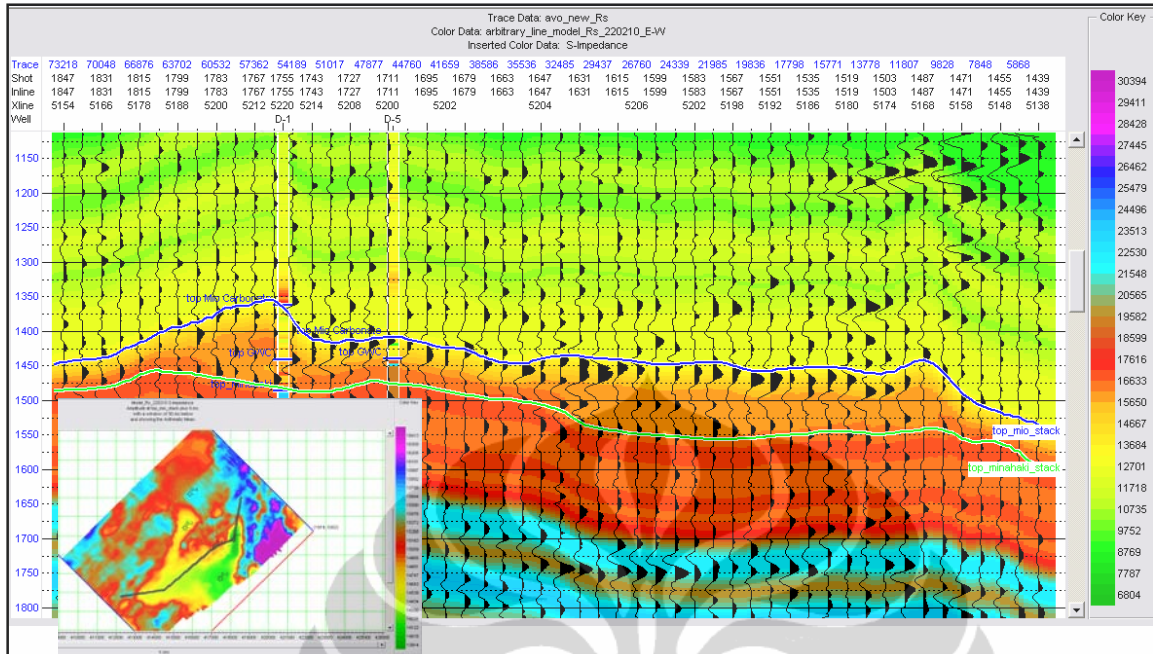 Trace Data: avo_new_Rs
Color Data: arbitrary_line_model_Rs_220210_E-W
Inserted Color Data: S-Impedance
Color Key
Trace 73218 70048 66876 63702 60532 57362 54189 51017 47877 44760 41659 38586 35536 32485 29437 26760 24339 21985 19836 17798 15771 13778 11807 9828 7848 5868
Shot 1847 1831 1815 1799 1783 1767 1755 1743 1727 1711 1695 1679 1663 1647 1631 1615 1599 1583 1567 1551 1535 1519 1503 1487 1471 1455 1439
Inline 1847 1831 1815 1799 1783 1767 1755 1743 1727 1711 1695 1679 1663 1647 1631 1615 1599 1583 1567 1551 1535 1519 1503 1487 1471 1455 1439
Xline 5154 5166 5178 5188 5200 5212 5220 5214 5208 5200 5202 5204 5206 5202 5198 5192 5186 5180 5174 5168 5158 5148 5138
Well D-1 D-5
1150
1200
1250
1300
1350
1400
1450
1500
1550
1600
1650
1700
1750
1800
top Mio Carbonate
top Mio Carbonate
top GWC
top GWC
top_mio_stack
top_minahaki_stack
30394
29411
28428
27445
26462
25479
24496
23513
22530
21548
20565
19582
18599
17616
16633
15650
14667
13684
12701
11718
10735
9752
8769
7787
6804